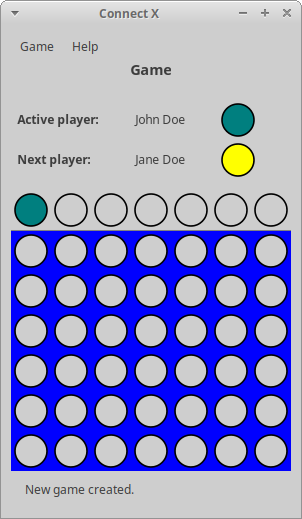 Connect X
Game Help
Game
Active player: John Doe
Next player: Jane Doe
New game created.